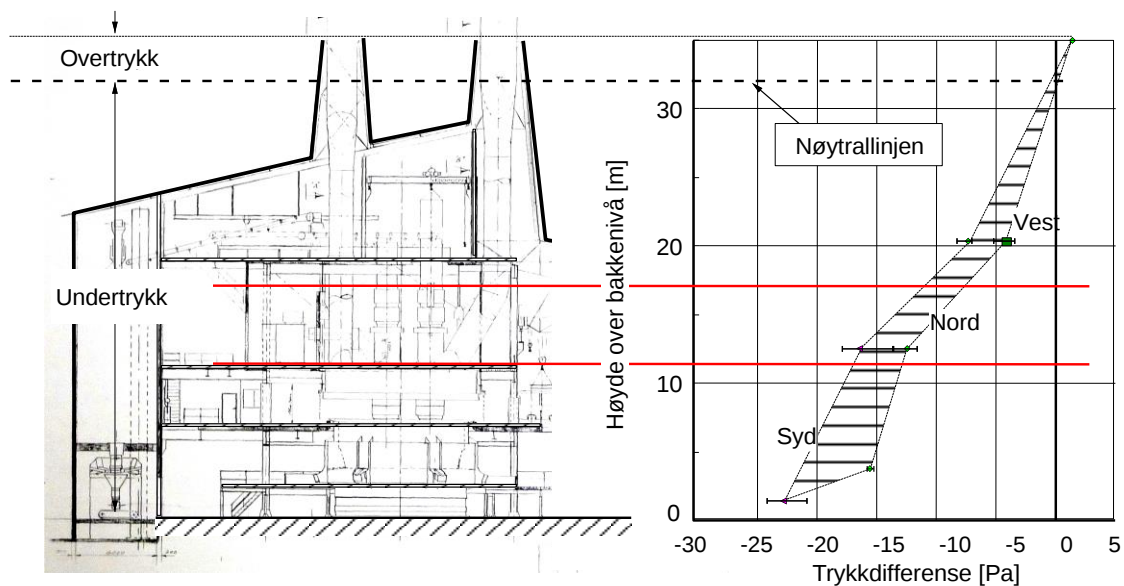 Overtrykk
Undertrykk
Nøytrallinjen
Vest
Nord
Syd
Høyde over bakkenivå [m]
30
20
10
0
-30 -25 -20 -15 -10 -5 0 5
Trykkdifferense [Pa]